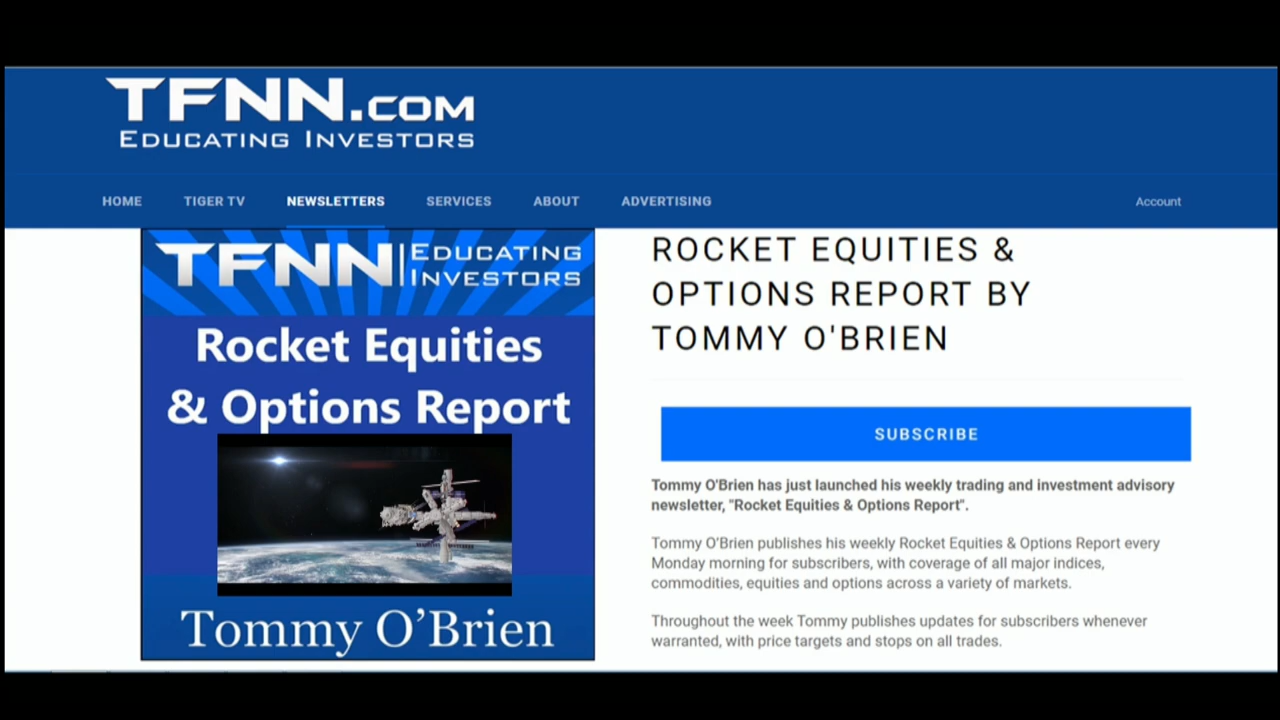 TFNN.COM
EDUCATING INVESTORS
HOME TIGER TV NEWSLETTERS SERVICES ABOUT ADVERTISING Account
TFNN | EDUCATING
INVESTORS
Rocket Equities
& Options Report
Tommy O’Brien
ROCKET EQUITIES &
OPTIONS REPORT BY
TOMMY O'BRIEN
SUBSCRIBE
Tommy O'Brien has just launched his weekly trading and investment advisory
newsletter, "Rocket Equities & Options Report".
Tommy O’Brien publishes his weekly Rocket Equities & Options Report every
Monday morning for subscribers, with coverage of all major indices,
commodities, equities and options across a variety of markets.
Throughout the week Tommy publishes updates for subscribers whenever
warranted, with price targets and stops on all trades.